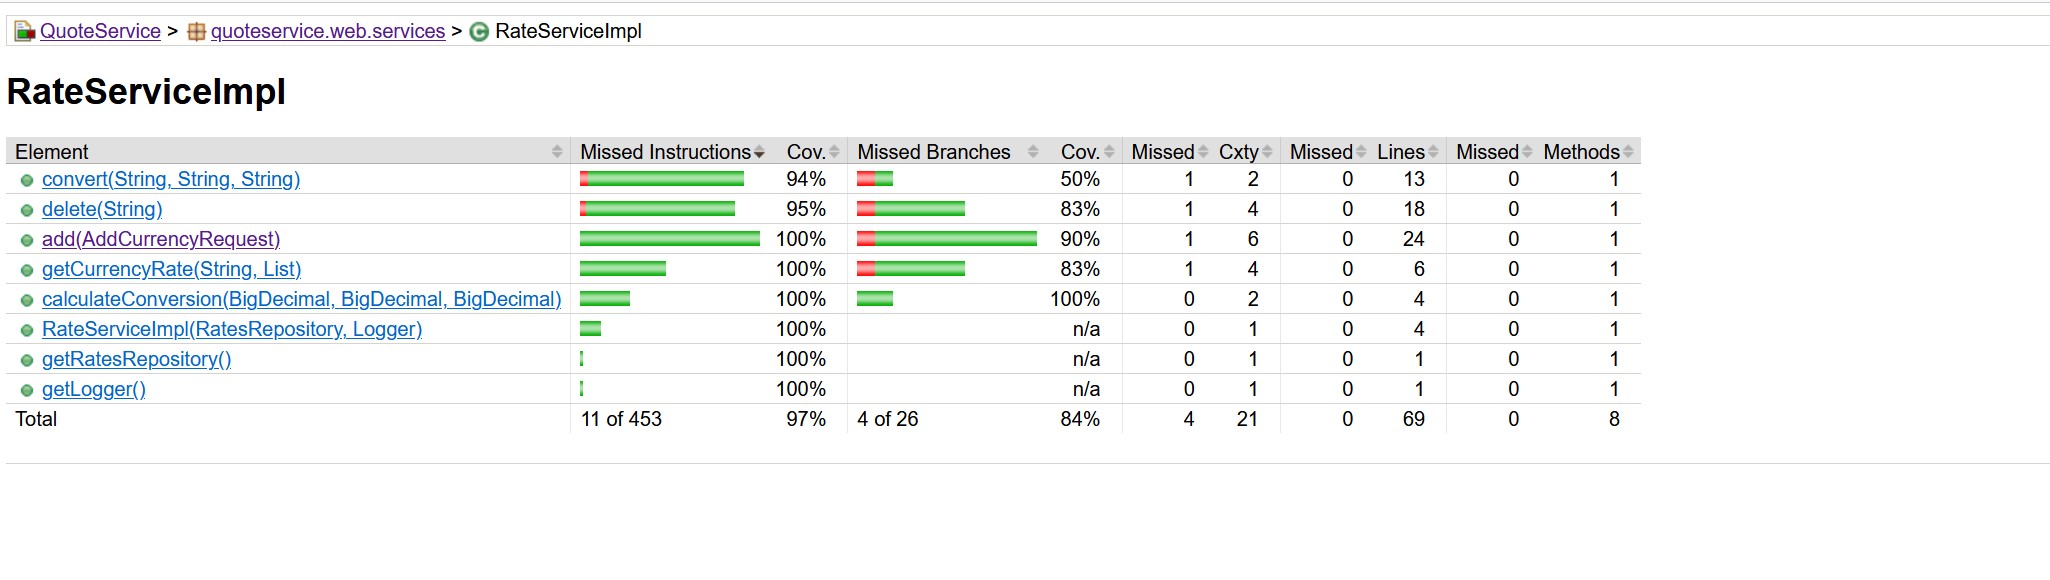 QuoteService > quoteservice.web.services > RateServiceImpl
RateServiceImpl
Element Missed Instructions Cov. Missed Branches Cov. Missed Cxty Missed Lines Missed Methods
convert(String, String, String) 94% 50% 1 2 0 13 0 1
delete(String) 95% 83% 1 4 0 18 0 1
add(AddCurrencyRequest) 100% 90% 1 6 0 24 0 1
getCurrencyRate(String, List) 100% 83% 1 4 0 6 0 1
calculateConversion(BigDecimal, BigDecimal, BigDecimal) 100% 100% 0 2 0 4 0 1
RateServiceImpl(RatesRepository, Logger) 100% n/a 0 1 0 4 0 1
getRatesRepository() 100% n/a 0 1 0 1 0 1
getLogger() 100% n/a 0 1 0 1 0 1
Total 11 of 453 97% 4 of 26 84% 4 21 0 69 0 8